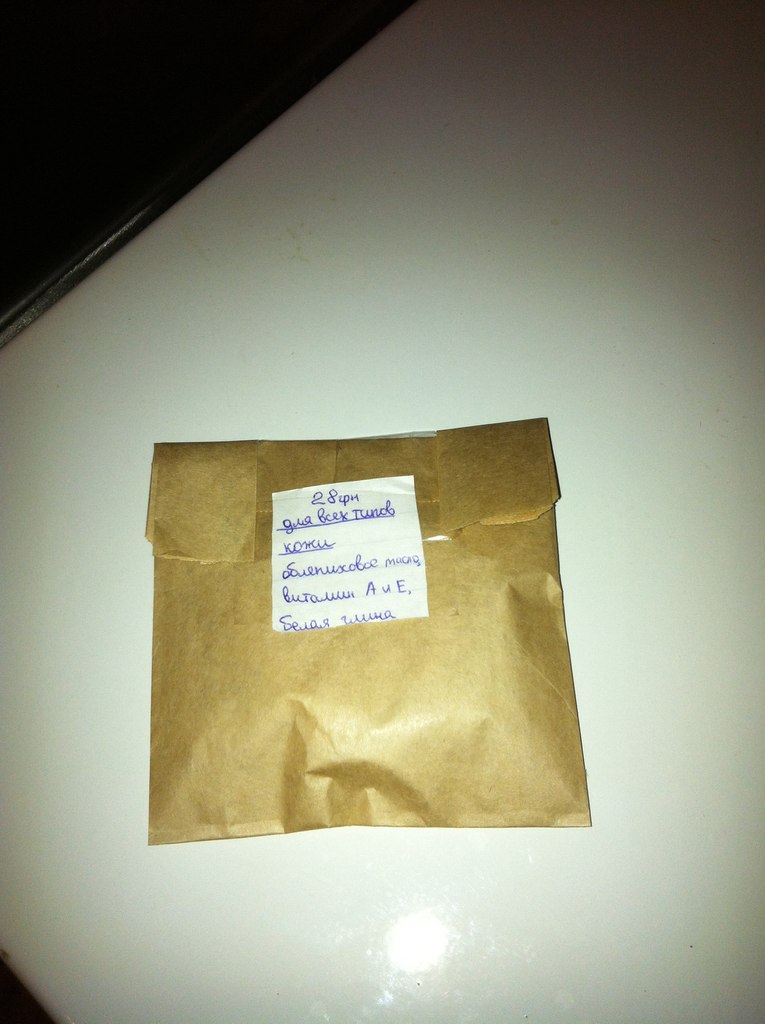 28грн
для всех типов
кожи
облепиховое масло,
витамин А и Е,
белая глина